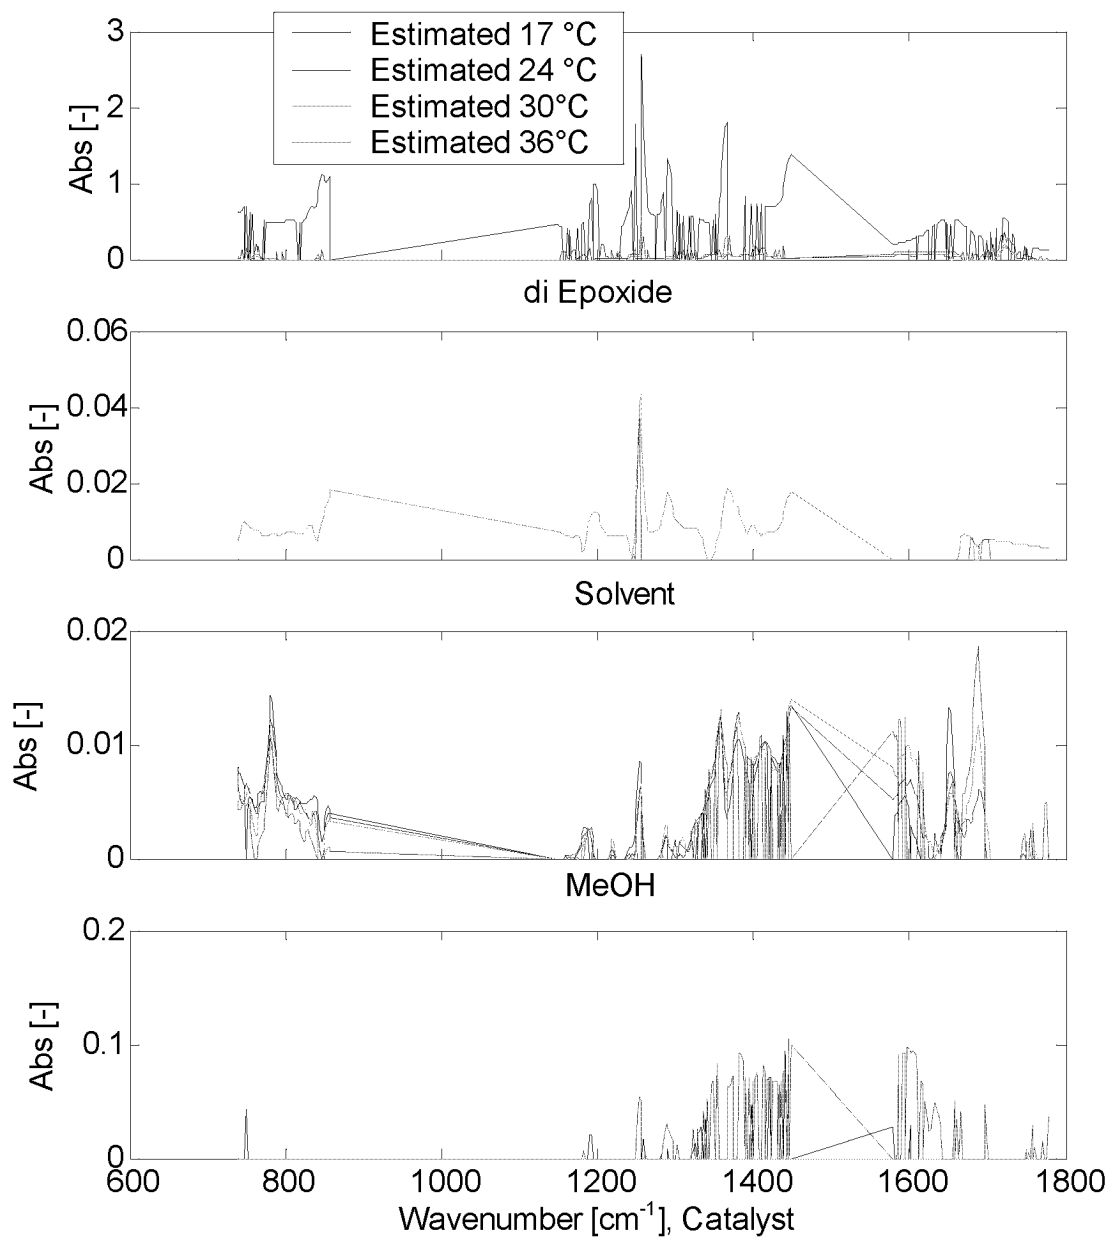 3
Estimated 17 °C
Estimated 24 °C
Estimated 30°C
Estimated 36°C
2
1
0
Abs [-]
di Epoxide
0.06
0.04
0.02
0
Abs [-]
Solvent
0.02
0.01
0
Abs [-]
MeOH
0.2
0.1
0
Abs [-]
600 800 1000 1200 1400 1600 1800
Wavenumber [cm-1], Catalyst